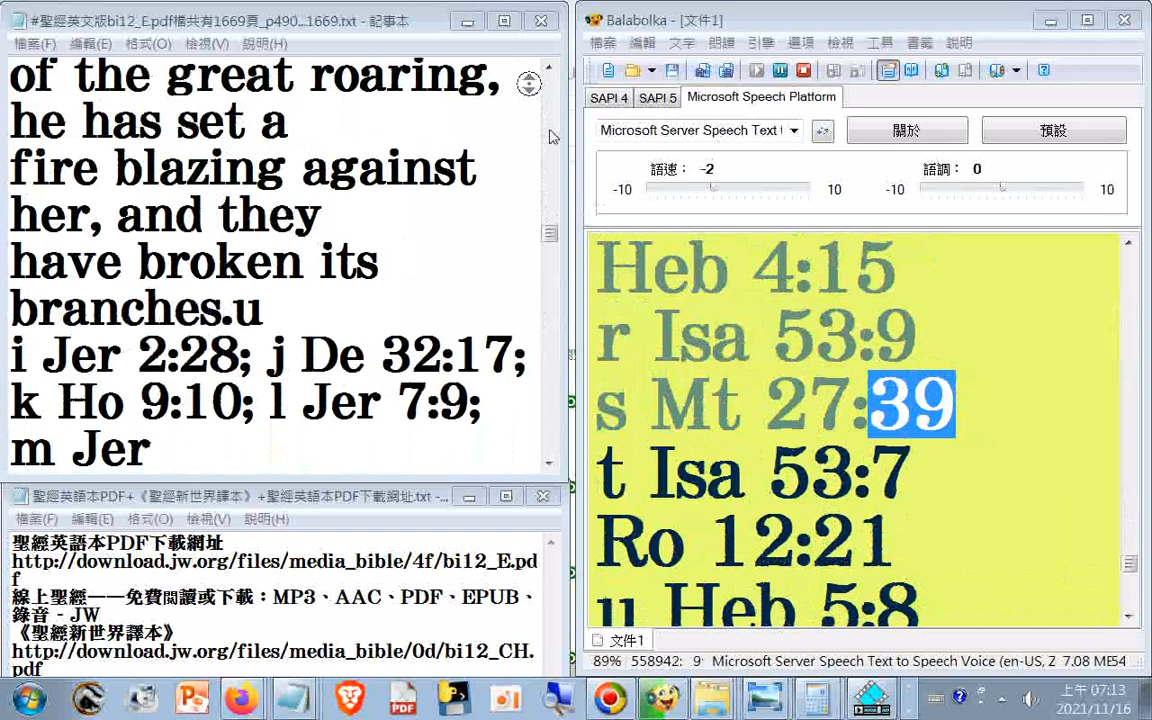 #聖經英文版bi12_E.pdf檔共有1669頁_p490...1669.txt - 記事本
檔案(F) 編輯(E) 格式(O) 檢視(V) 說明(H)
of the great roaring,
he has set a
fire blazing against
her, and they
have broken its
branches.u
i Jer 2:28; j De 32:17;
k Ho 9:10; l Jer 7:9;
m Jer
聖經英語本PDF+《聖經新世界譯本》+聖經英語本PDF下載網址.txt -...
檔案(F) 編輯(E) 格式(O) 檢視(V) 說明(H)
聖經英語本PDF下載網址
http://download.jw.org/files/media_bible/4f/bi12_E.pd
f
線上聖經——免費閱讀或下載：MP3、AAC、PDF、EPUB、
錄音 - JW
《聖經新世界譯本》
http://download.jw.org/files/media_bible/0d/bi12_CH.
pdf
Balabolka - [文件1]
檔案 編輯 文字 朗讀 引擎 選項 檢視 工具 書籤 說明
SAPI 4 SAPI 5 Microsoft Speech Platform
Microsoft Server Speech Text 關於 預設
語速： -2 語調： 0
-10 10 -10 10
Heb 4:15
r Isa 53:9
s Mt 27:39
t Isa 53:7
Ro 12:21
u Heb 5:8
文件1
89% 558942: 9 Microsoft Server Speech Text to Speech Voice (en-US, Z 7.08 ME54
PDF
上午 07:13
2021/11/16